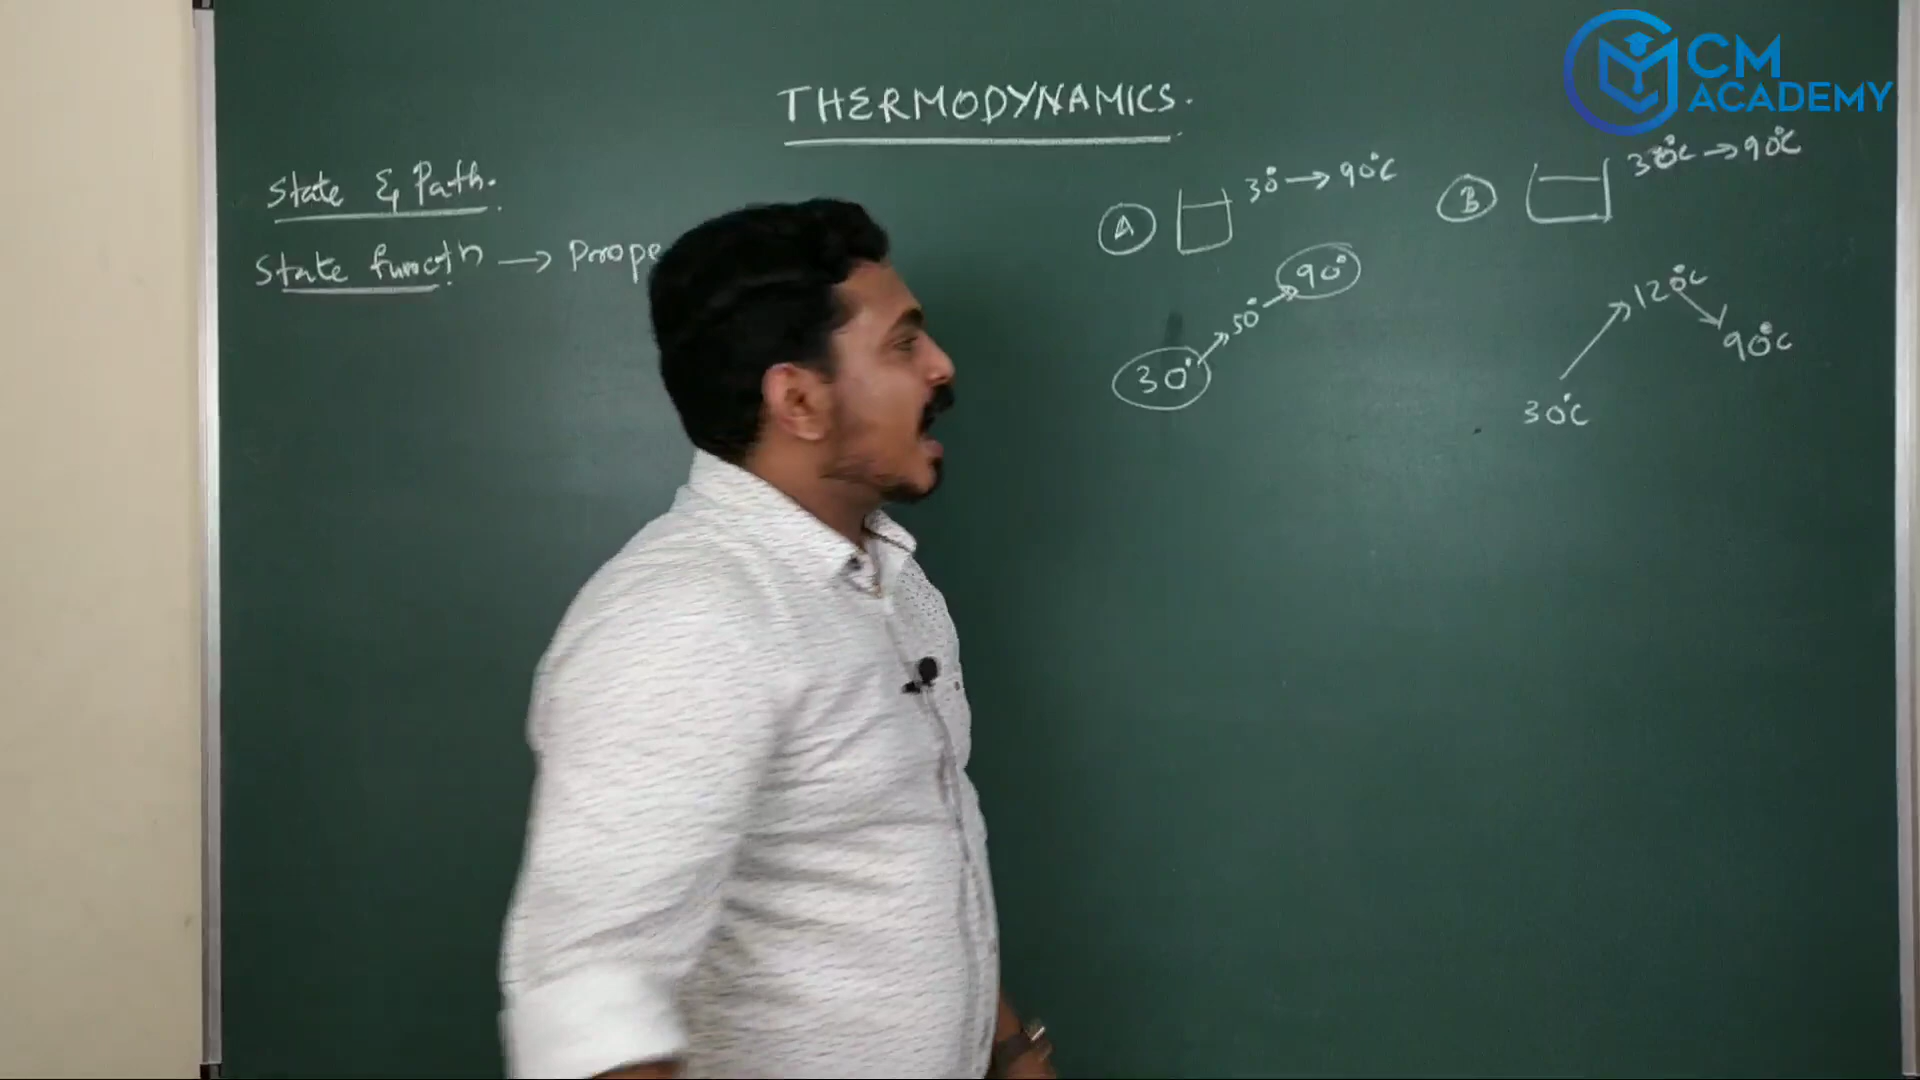 CM
ACADEMY
THERMODYNAMICS.
State & Path.
State functn → Prope
A 30° → 90°C
B 30°C → 90°C
30° → 50° → 90°
30°C → 120°C → 90°C